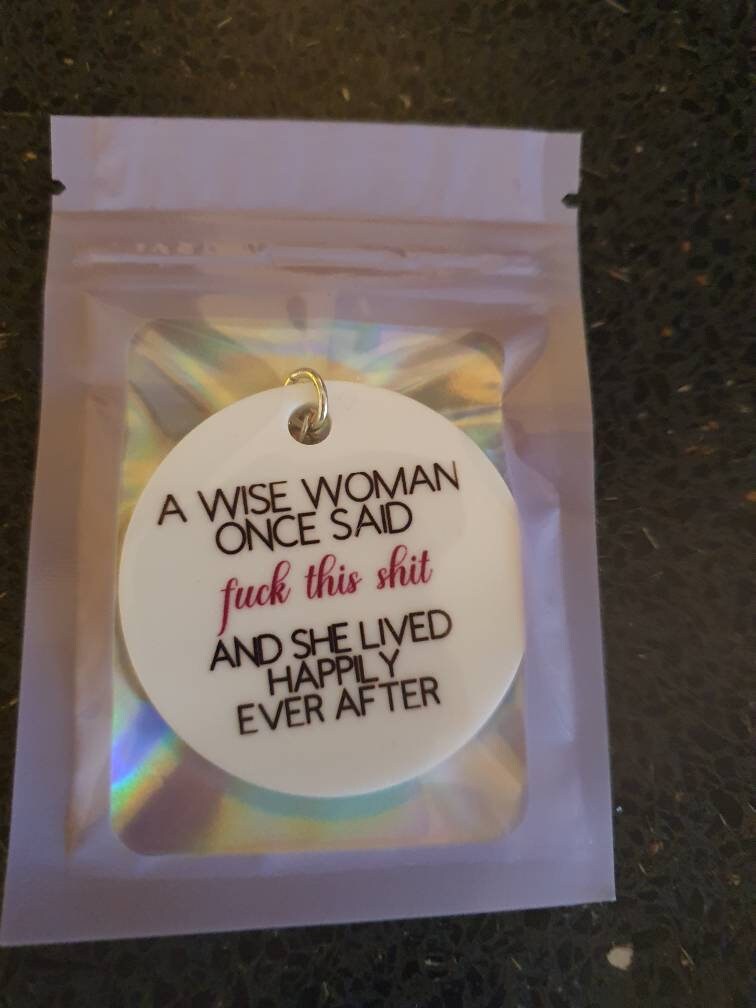 A WISE WOMAN
ONCE SAID
fuck this shit
AND SHE LIVED
HAPPILY
EVER AFTER